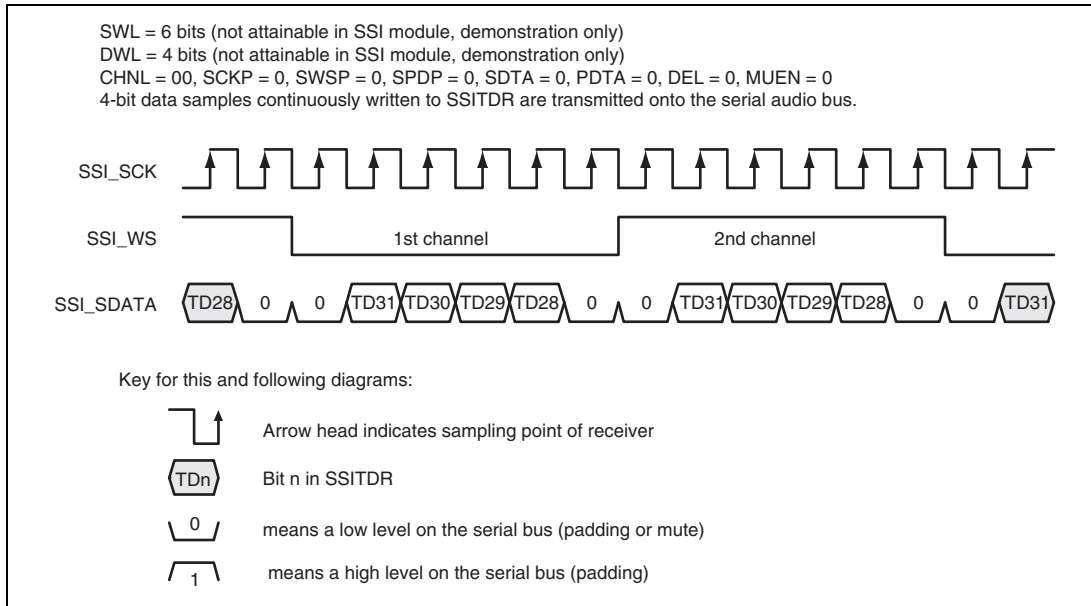 SWL = 6 bits (not attainable in SSI module, demonstration only)
DWL = 4 bits (not attainable in SSI module, demonstration only)
CHNL = 00, SCKP = 0, SWSP = 0, SPDP = 0, SDTA = 0, PDTA = 0, DEL = 0, MUEN = 0
4-bit data samples continuously written to SSITDR are transmitted onto the serial audio bus.
SSI_SCK
SSI_WS 1st channel 2nd channel
SSI_SDATA TD28 0 0 TD31 TD30 TD29 TD28 0 0 TD31 TD30 TD29 TD28 0 0 TD31
Key for this and following diagrams:
Arrow head indicates sampling point of receiver
TDn Bit n in SSITDR
0 means a low level on the serial bus (padding or mute)
1 means a high level on the serial bus (padding)